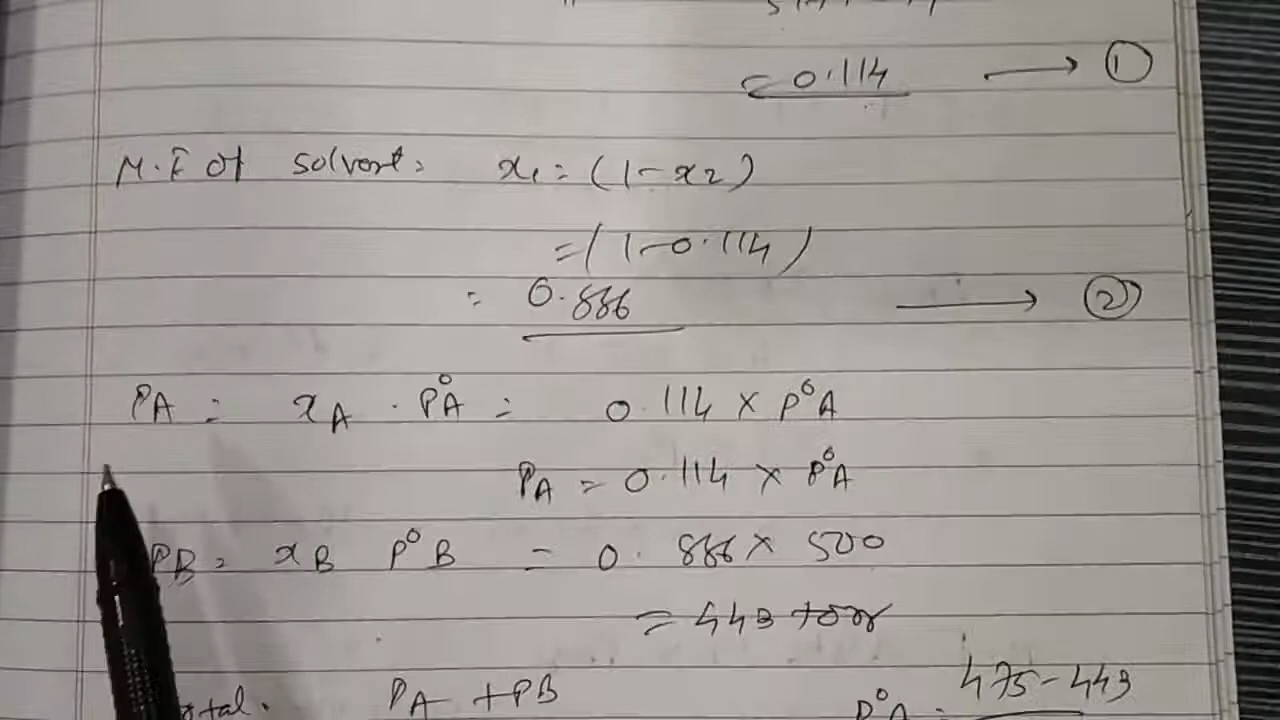 = 0.114 → ①
M.F of solvent = x₁ = (1-x2)
= (1-0.114)
= 0.886 → ②
PA = xA . P°A = 0.114 × P°A
PA = 0.114 × P°A
PB = xB P°B = 0.886 × 500
= 443 torr
PA + PB
P°A = 475-443